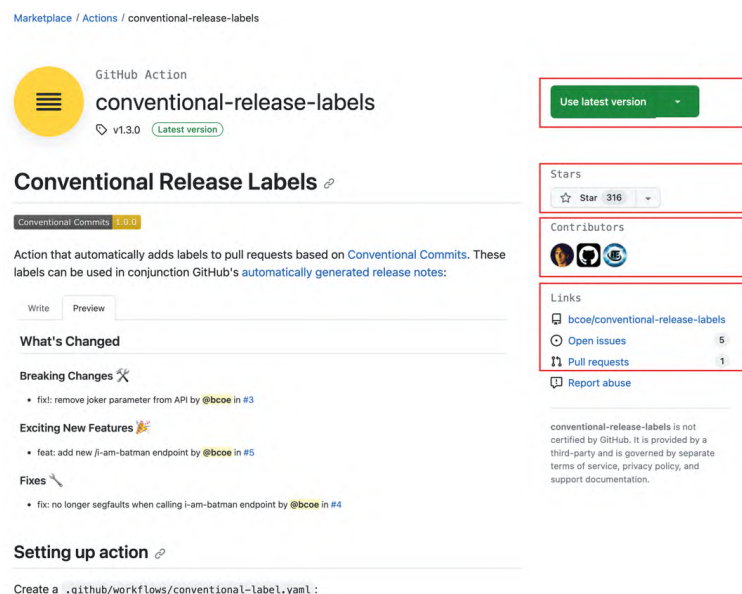 Marketplace / Actions / conventional-release-labels
GitHub Action
conventional-release-labels
v1.3.0 Latest version
Use latest version
Conventional Release Labels
Conventional Commits 1.0.0
Action that automatically adds labels to pull requests based on Conventional Commits. These
labels can be used in conjunction GitHub's automatically generated release notes:
Write Preview
What's Changed
Breaking Changes
fix!: remove joker parameter from API by @bcoe in #3
Exciting New Features
feat: add new /i-am-batman endpoint by @bcoe in #5
Fixes
fix: no longer segfaults when calling i-am-batman endpoint by @bcoe in #4
Setting up action
Create a .github/workflows/conventional-label.yaml :
Stars
Star 316
Contributors
Links
bcoe/conventional-release-labels
Open issues 5
Pull requests 1
Report abuse
conventional-release-labels is not
certified by GitHub. It is provided by a
third-party and is governed by separate
terms of service, privacy policy, and
support documentation.